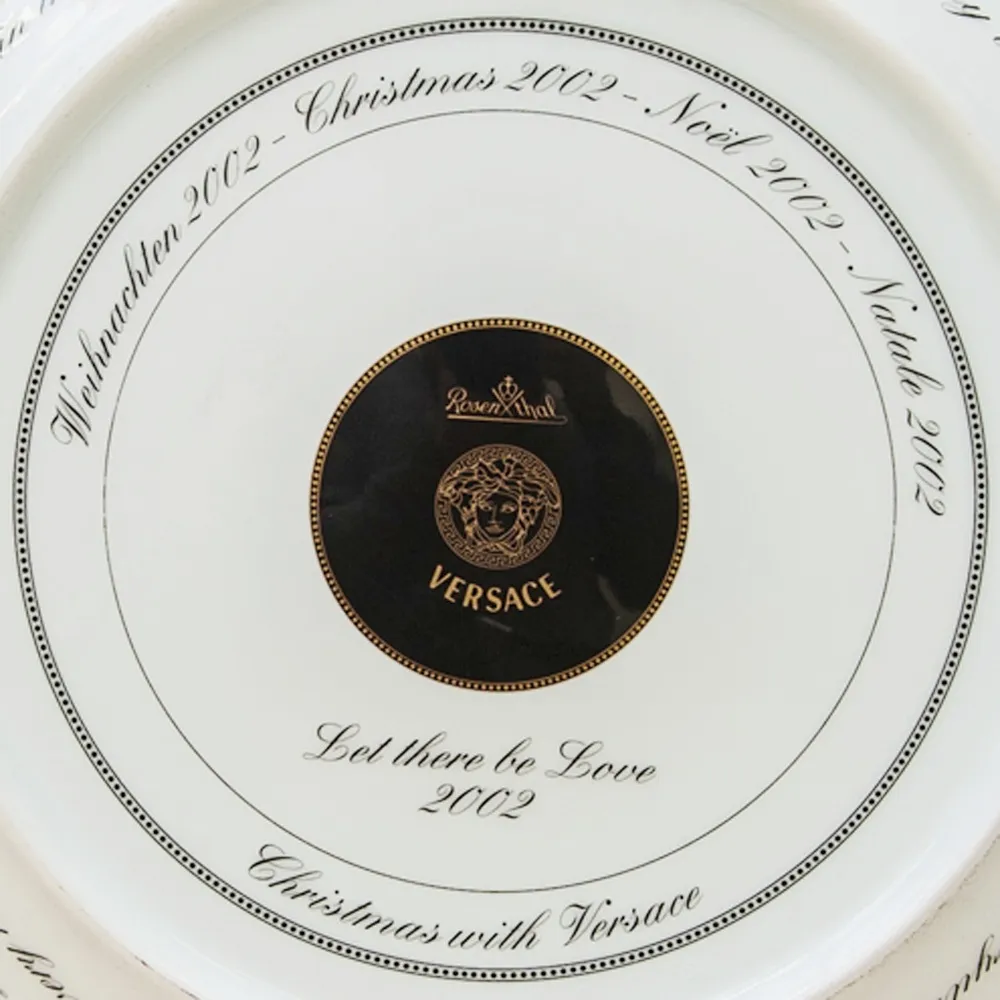 Weihnachten 2002 - Christmas 2002 - Noël 2002 - Natale 2002
Rosenthal
VERSACE
Let there be Love
2002
Christmas with Versace